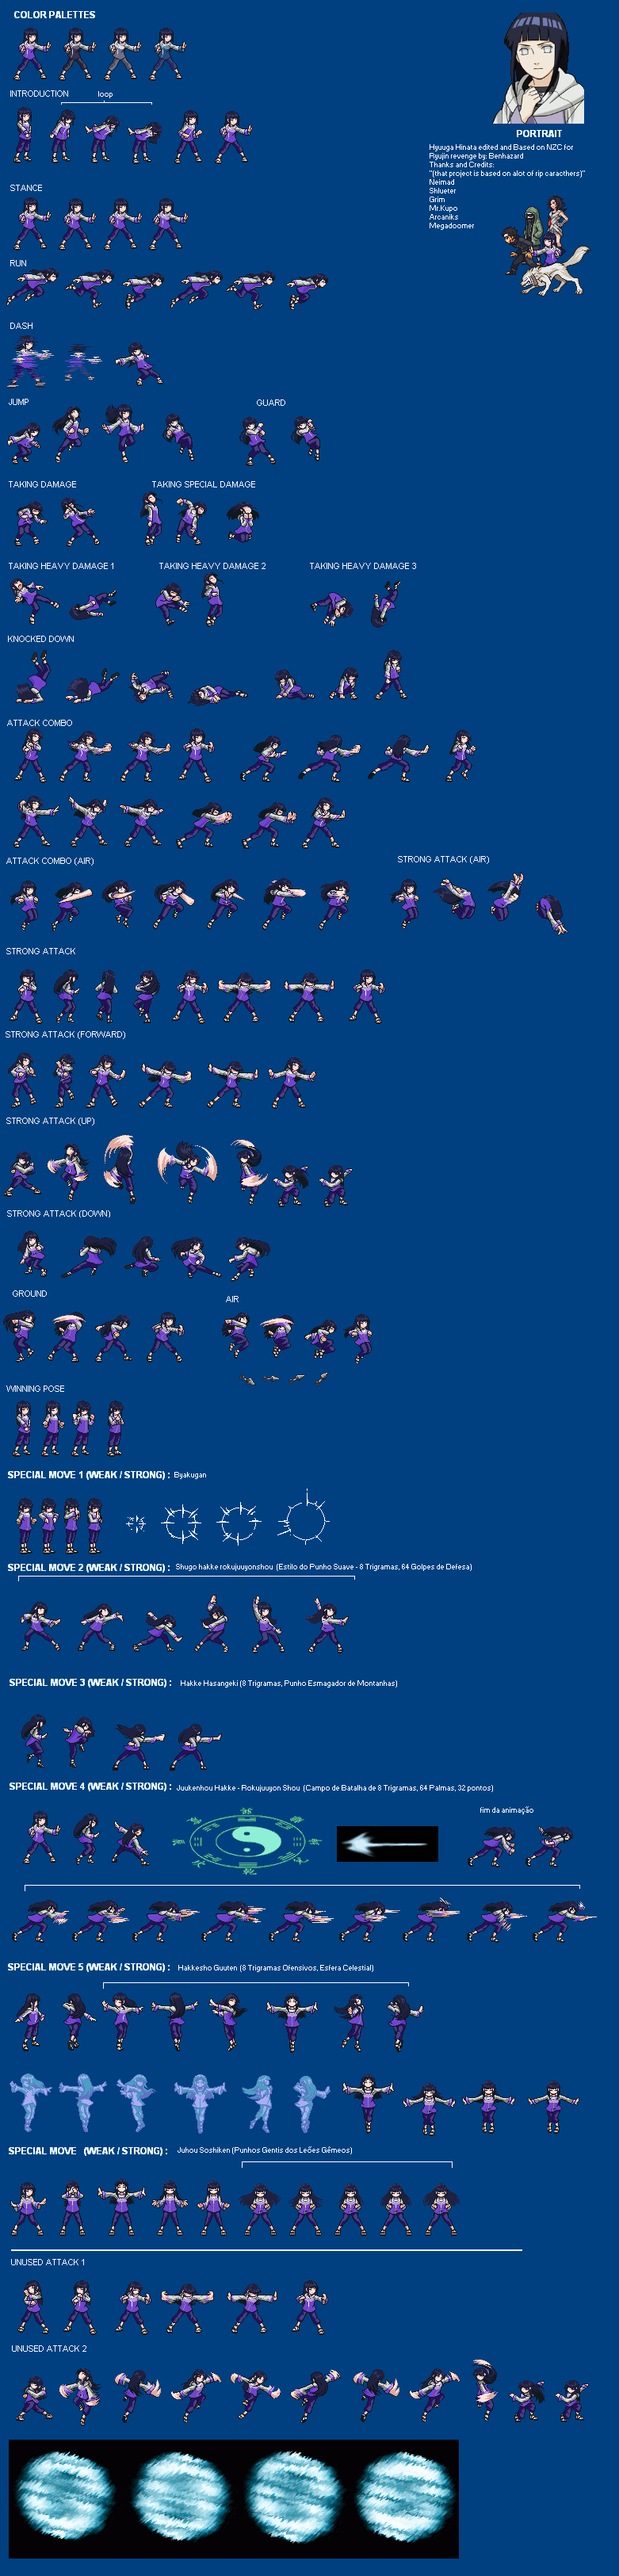 COLOR PALETTES
INTRODUCTION
loop
PORTRAIT
Hyuuga Hinata edited and Based on NZC for
Ryujin revenge by: Benhazard
Thanks and Credits:
"(that project is based on alot of rip caracthers)"
Neimad
Shlueter
Grim
Mr.Kupo
Arcaniks
Megadoomer
STANCE
RUN
DASH
JUMP
GUARD
TAKING DAMAGE
TAKING SPECIAL DAMAGE
TAKING HEAVY DAMAGE 1
TAKING HEAVY DAMAGE 2
TAKING HEAVY DAMAGE 3
KNOCKED DOWN
ATTACK COMBO
ATTACK COMBO (AIR)
STRONG ATTACK (AIR)
STRONG ATTACK
STRONG ATTACK (FORWARD)
STRONG ATTACK (UP)
STRONG ATTACK (DOWN)
GROUND
AIR
WINNING POSE
SPECIAL MOVE 1 (WEAK / STRONG) : Byakugan
SPECIAL MOVE 2 (WEAK / STRONG) : Shugo hakke rokujuuyonshou (Estilo do Punho Suave - 8 Trigramas, 64 Golpes de Defesa)
SPECIAL MOVE 3 (WEAK / STRONG) : Hakke Hasangeki (8 Trigramas, Punho Esmagador de Montanhas)
SPECIAL MOVE 4 (WEAK / STRONG) : Juukenhou Hakke - Rokujuuyon Shou (Campo de Batalha de 8 Trigramas, 64 Palmas, 32 pontos)
fim da animação
SPECIAL MOVE 5 (WEAK / STRONG) : Hakkesho Guuten (8 Trigramas Ofensivos, Esfera Celestial)
SPECIAL MOVE (WEAK / STRONG) : Juhou Soshiken (Punhos Gentis dos Leões Gêmeos)
UNUSED ATTACK 1
UNUSED ATTACK 2